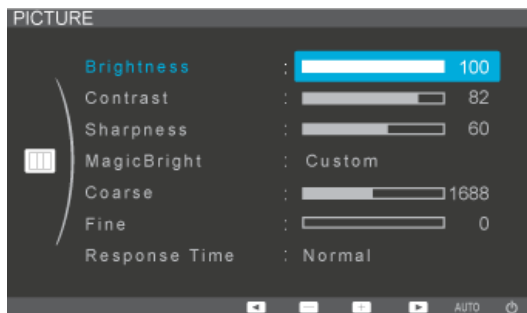 PICTURE
Brightness : 100
Contrast : 82
Sharpness : 60
MagicBright : Custom
Coarse : 1688
Fine : 0
Response Time : Normal
AUTO